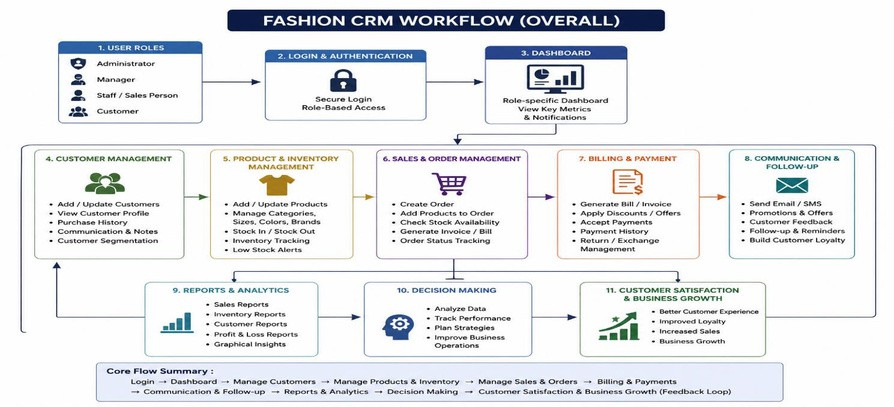 FASHION CRM WORKFLOW (OVERALL)
1. USER ROLES
Administrator
Manager
Staff / Sales Person
Customer
2. LOGIN & AUTHENTICATION
Secure Login
Role-Based Access
3. DASHBOARD
Role-specific Dashboard
View Key Metrics
& Notifications
4. CUSTOMER MANAGEMENT
• Add / Update Customers
• View Customer Profile
• Purchase History
• Communication & Notes
• Customer Segmentation
5. PRODUCT & INVENTORY
MANAGEMENT
• Add / Update Products
• Manage Categories,
Sizes, Colors, Brands
• Stock In / Stock Out
• Inventory Tracking
• Low Stock Alerts
6. SALES & ORDER MANAGEMENT
• Create Order
• Add Products to Order
• Check Stock Availability
• Generate Invoice / Bill
• Order Status Tracking
7. BILLING & PAYMENT
$
• Generate Bill / Invoice
• Apply Discounts / Offers
• Accept Payments
• Payment History
• Return / Exchange
Management
8. COMMUNICATION &
FOLLOW-UP
• Send Email / SMS
• Promotions & Offers
• Customer Feedback
• Follow-up & Reminders
• Build Customer Loyalty
9. REPORTS & ANALYTICS
• Sales Reports
• Inventory Reports
• Customer Reports
• Profit & Loss Reports
• Graphical Insights
10. DECISION MAKING
• Analyze Data
• Track Performance
• Plan Strategies
• Improve Business
Operations
11. CUSTOMER SATISFACTION
& BUSINESS GROWTH
• Better Customer Experience
• Improved Loyalty
• Increased Sales
• Business Growth
Core Flow Summary :
Login → Dashboard → Manage Customers → Manage Products & Inventory → Manage Sales & Orders → Billing & Payments
→ Communication & Follow-up → Reports & Analytics → Decision Making → Customer Satisfaction & Business Growth (Feedback Loop)